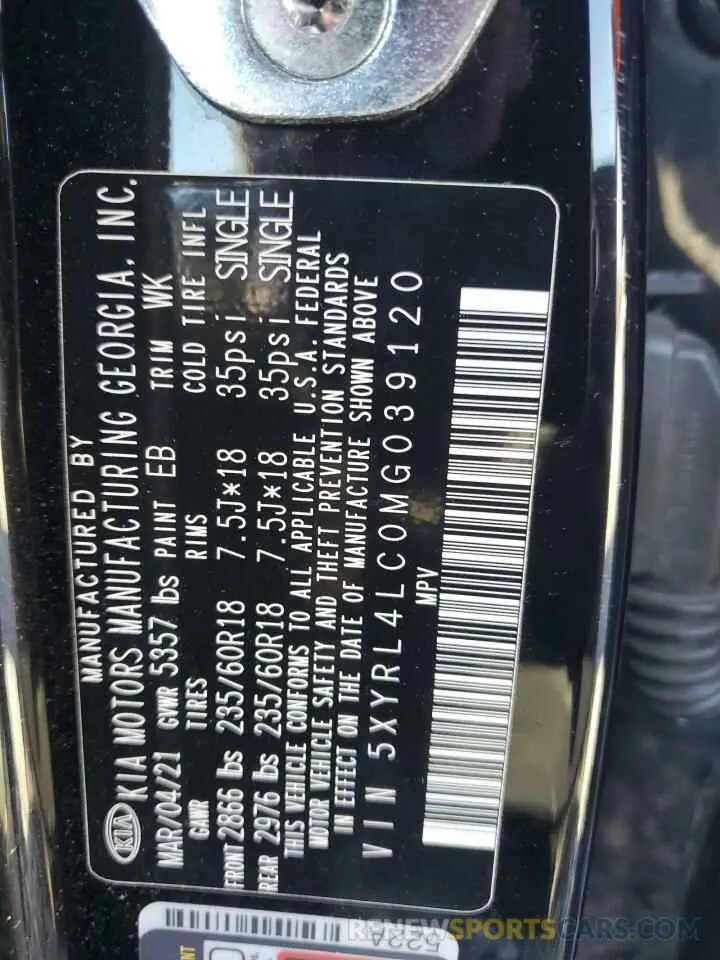 MANUFACTURED BY
KIA KIA MOTORS MANUFACTURING GEORGIA, INC.
MAR/04/21 GVWR 5357 lbs PAINT EB TRIM WK
GAWR TIRES RIMS COLD TIRE INFL
FRONT 2866 lbs 235/60R18 7.5J*18 35psi SINGLE
REAR 2976 lbs 235/60R18 7.5J*18 35psi SINGLE
THIS VEHICLE CONFORMS TO ALL APPLICABLE U.S.A. FEDERAL
MOTOR VEHICLE SAFETY AND THEFT PREVENTION STANDARDS
IN EFFECT ON THE DATE OF MANUFACTURE SHOWN ABOVE
VIN 5XYRL4LC0MG039120
MPV
533A
RENEWSPORTSCARS.COM